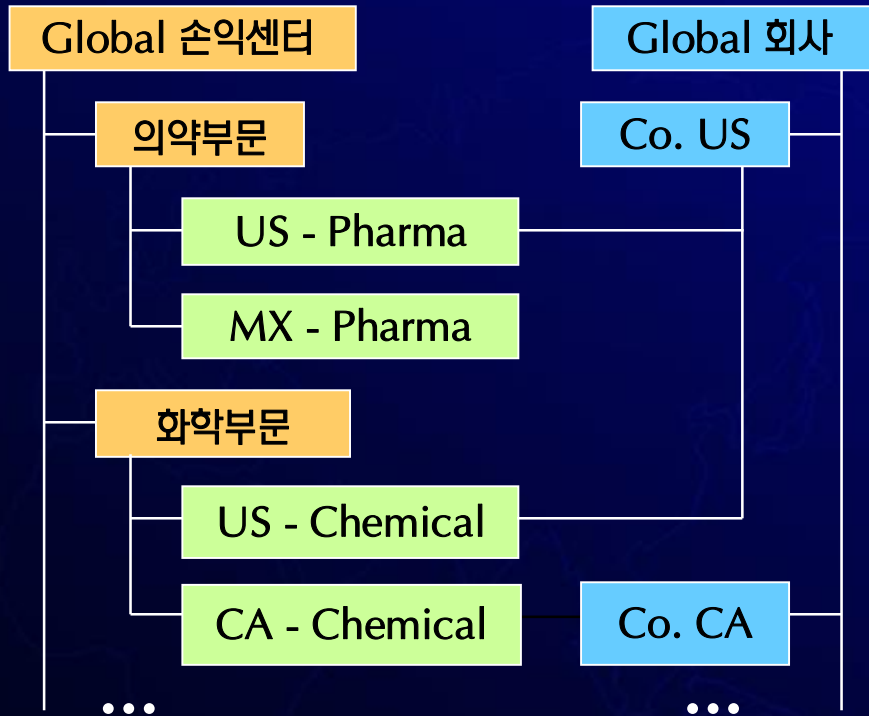 Global 손익센터
Global 회사
의약부문
Co. US
US - Pharma
MX - Pharma
화학부문
US - Chemical
CA - Chemical
Co. CA
...
...